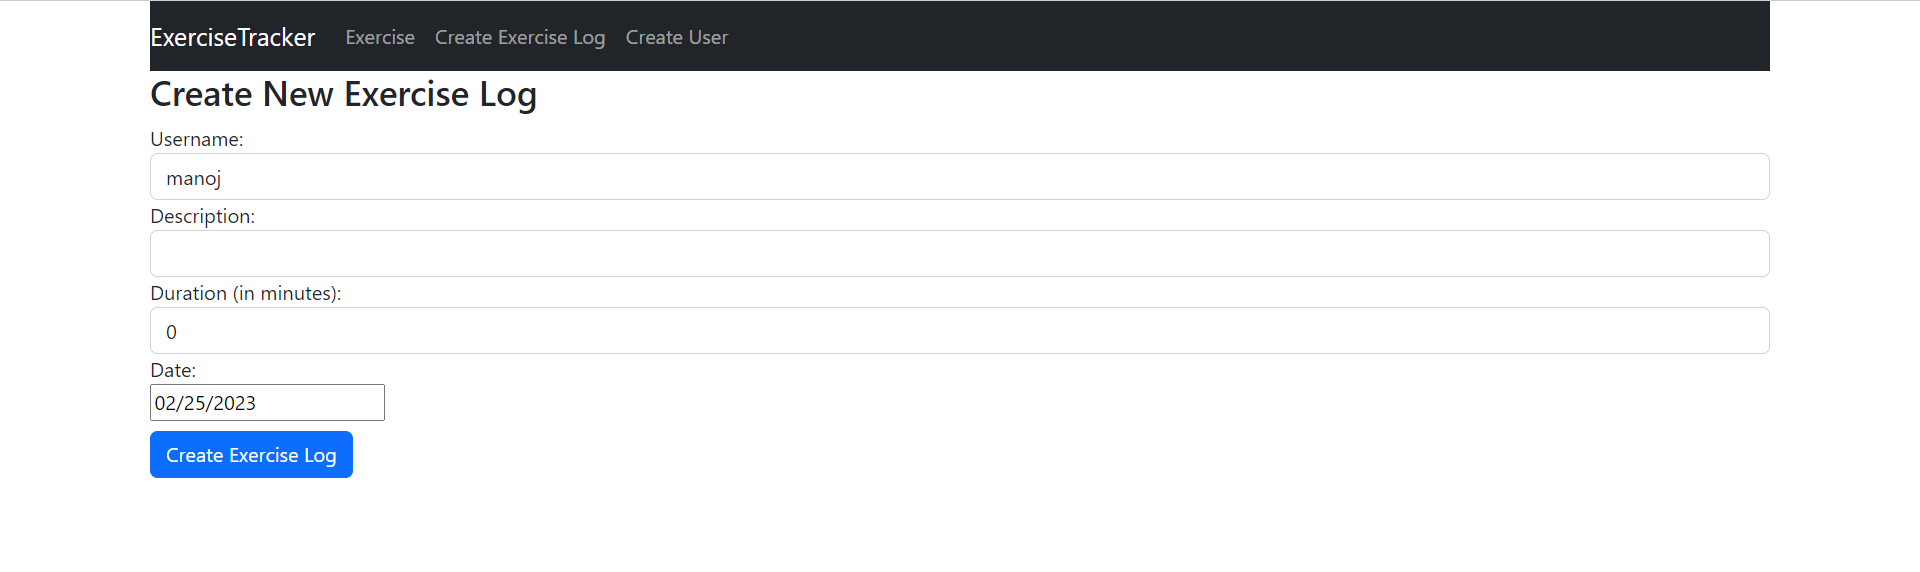 ExerciseTracker Exercise Create Exercise Log Create User
Create New Exercise Log
Username:
manoj
Description:
Duration (in minutes):
0
Date:
02/25/2023
Create Exercise Log